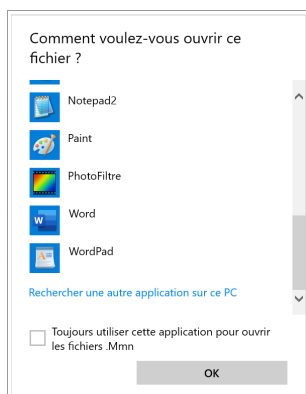 Comment voulez-vous ouvrir ce
fichier ?
Notepad2
Paint
PhotoFiltre
Word
WordPad
Rechercher une autre application sur ce PC
Toujours utiliser cette application pour ouvrir
les fichiers .Mmn
OK